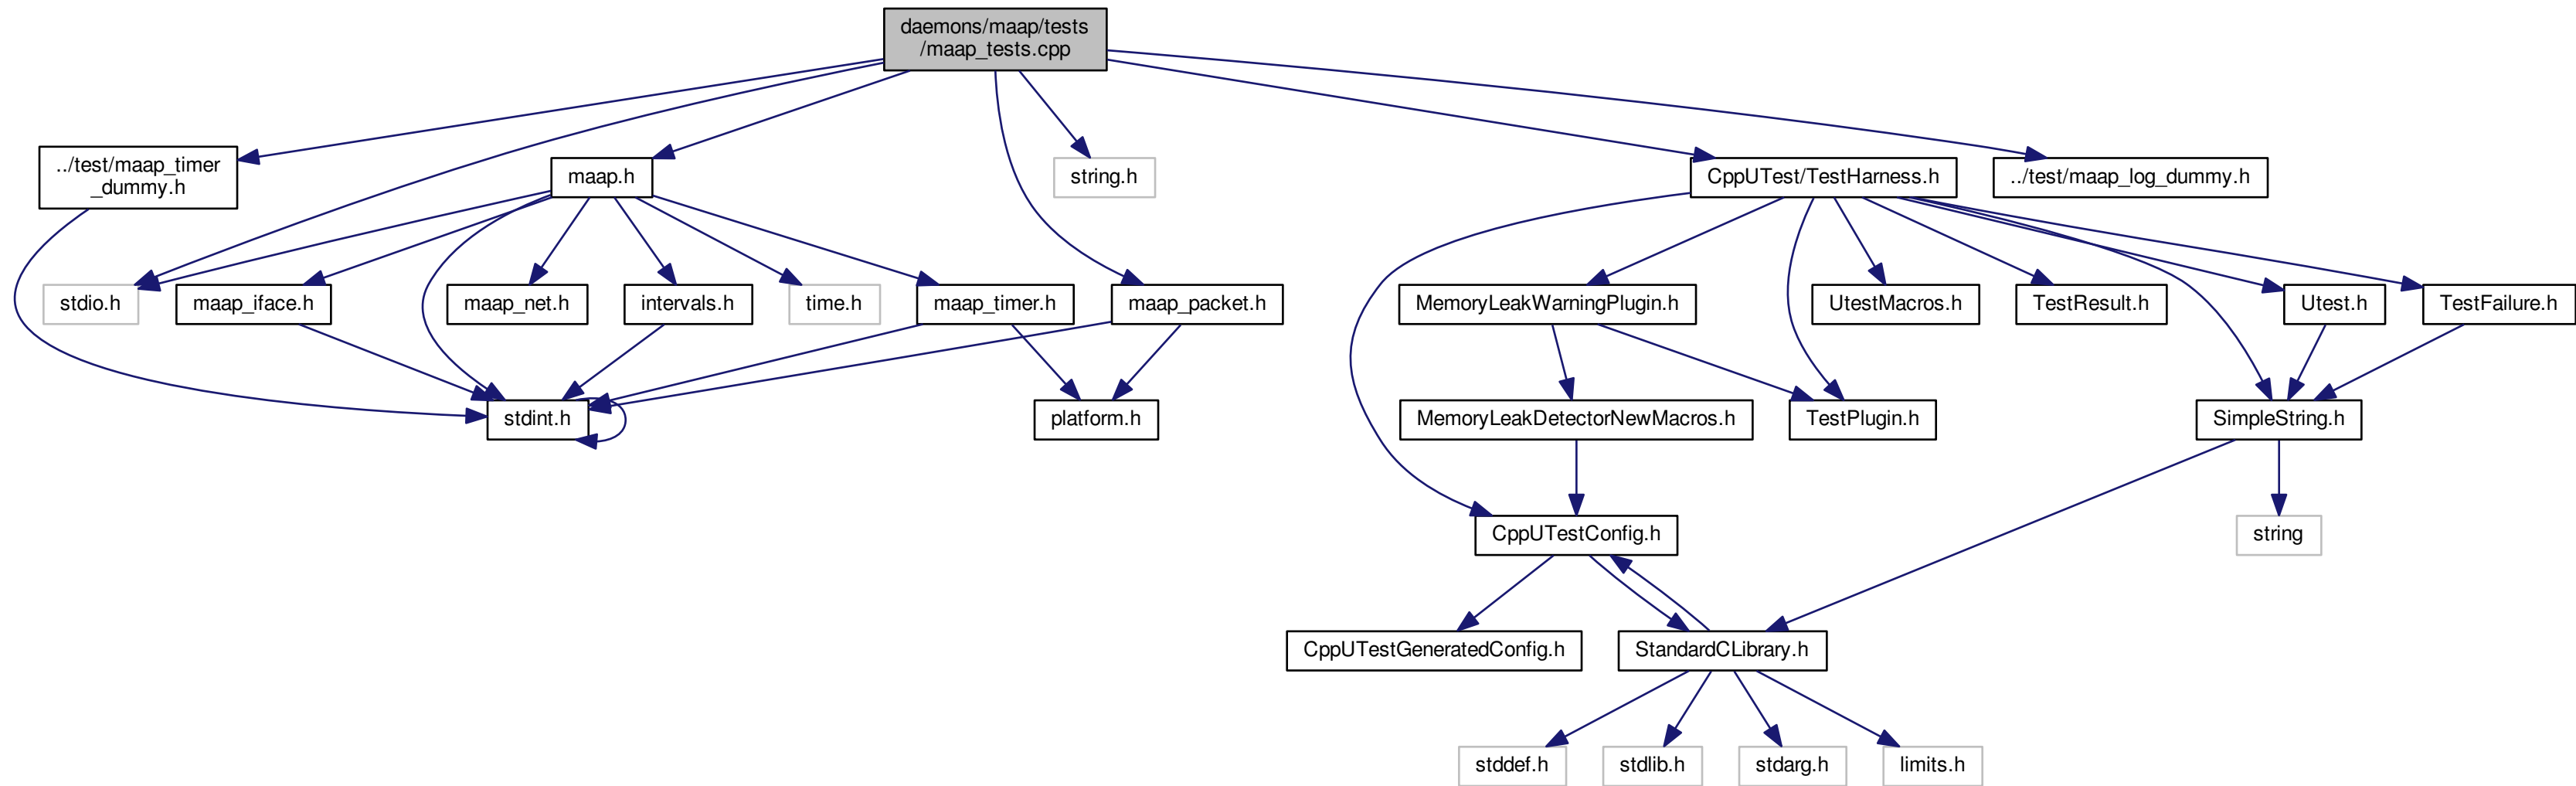 daemons/maap/tests
/maap_tests.cpp
../test/maap_timer
_dummy.h
maap.h
string.h
CppUTest/TestHarness.h
../test/maap_log_dummy.h
stdio.h
maap_iface.h
maap_net.h
intervals.h
time.h
maap_timer.h
maap_packet.h
MemoryLeakWarningPlugin.h
UtestMacros.h
TestResult.h
Utest.h
TestFailure.h
stdint.h
platform.h
MemoryLeakDetectorNewMacros.h
TestPlugin.h
SimpleString.h
CppUTestConfig.h
string
CppUTestGeneratedConfig.h
StandardCLibrary.h
stddef.h
stdlib.h
stdarg.h
limits.h